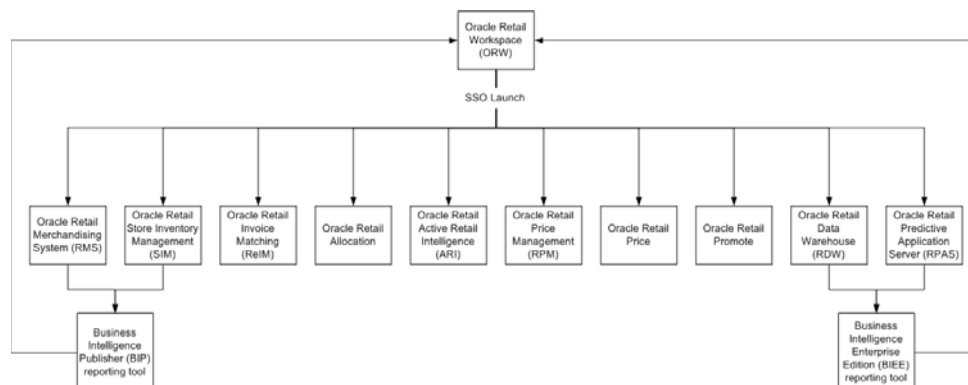 Oracle Retail
Workspace
(ORW)
SSO Launch
Oracle Retail
Merchandising
System (RMS)
Oracle Retail
Store Inventory
Management
(SIM)
Oracle Retail
Invoice
Matching
(ReIM)
Oracle Retail
Allocation
Oracle Retail
Active Retail
Intelligence
(ARI)
Oracle Retail
Price
Management
(RPM)
Oracle Retail
Price
Oracle Retail
Promote
Oracle Retail
Data
Warehouse
(RDW)
Oracle Retail
Predictive
Application
Server (RPAS)
Business
Intelligence
Publisher (BIP)
reporting tool
Business
Intelligence
Enterprise
Edition (BIEE)
reporting tool